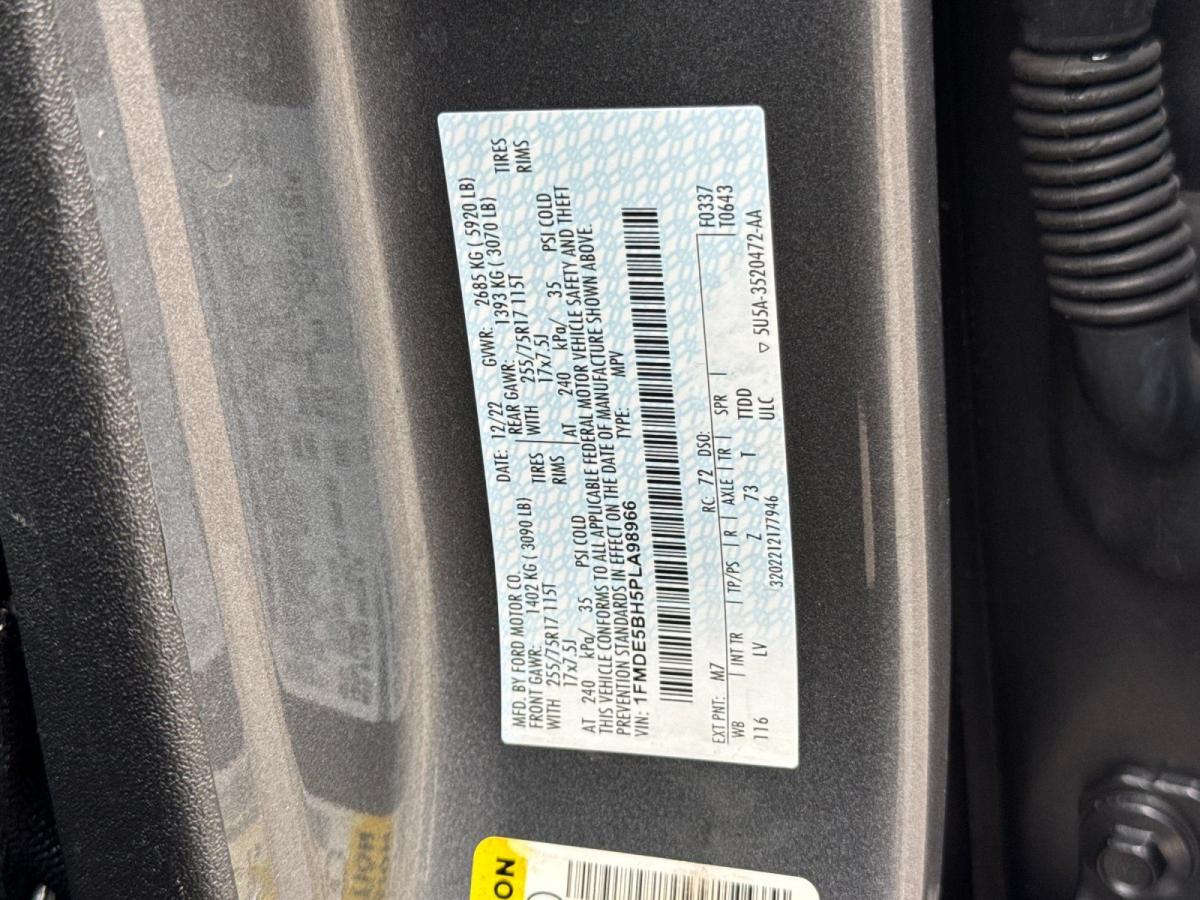 MFD. BY FORD MOTOR CO.
DATE: 12/22 GVWR: 2685 KG ( 5920 LB)
FRONT GAWR: 1402 KG ( 3090 LB)
REAR GAWR: 1393 KG ( 3070 LB)
WITH 255/75R17 115T TIRES
WITH 255/75R17 115T TIRES
17x7.5J RIMS
17x7.5J RIMS
AT 240 kPa/ 35 PSI COLD
AT 240 kPa/ 35 PSI COLD
THIS VEHICLE CONFORMS TO ALL APPLICABLE FEDERAL MOTOR VEHICLE SAFETY AND THEFT
PREVENTION STANDARDS IN EFFECT ON THE DATE OF MANUFACTURE SHOWN ABOVE.
VIN: 1FMDE5BH5PLA98966 TYPE: MPV
F0337
T0643
EXT PNT: M7 RC: 72 DSO:
WB INT TR TP/PS R AXLE TR SPR
116 LV Z 73 T TTDD
ULC
3202212177946 ▽ 5U5A-3520472-AA
ON